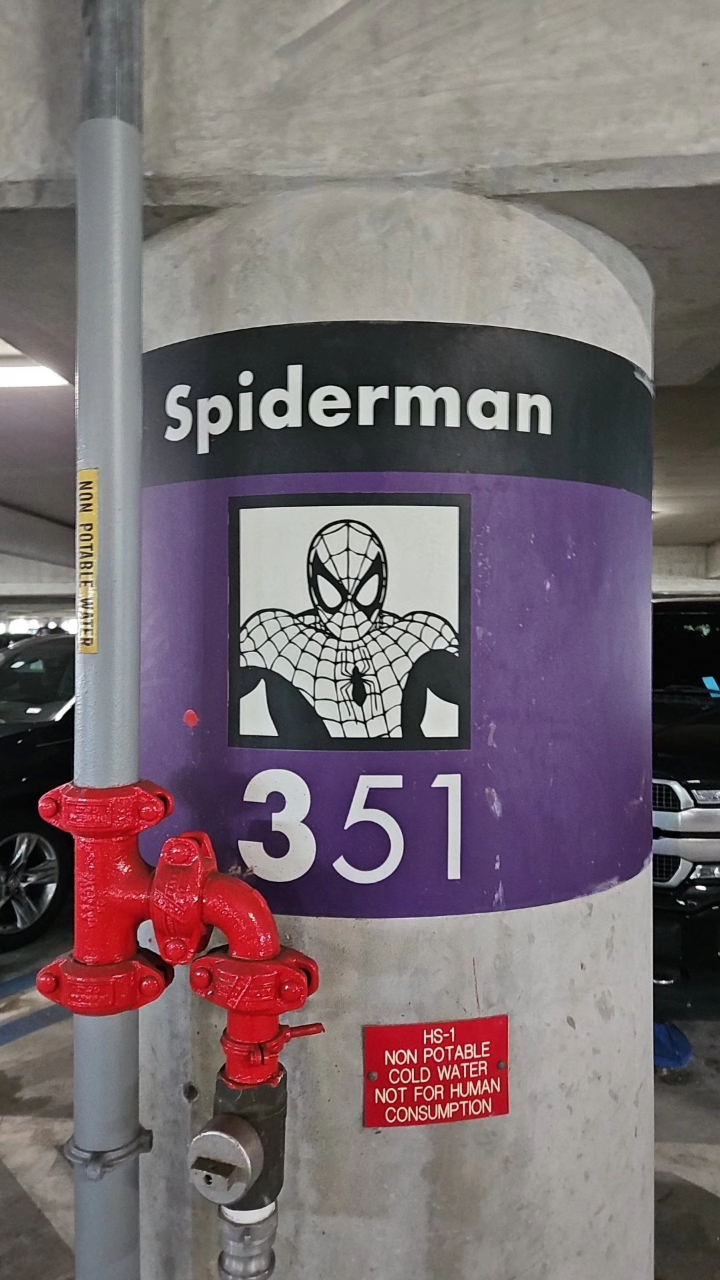 Spiderman
NON POTABLE WATER
351
HS-1
NON POTABLE
COLD WATER
NOT FOR HUMAN
CONSUMPTION